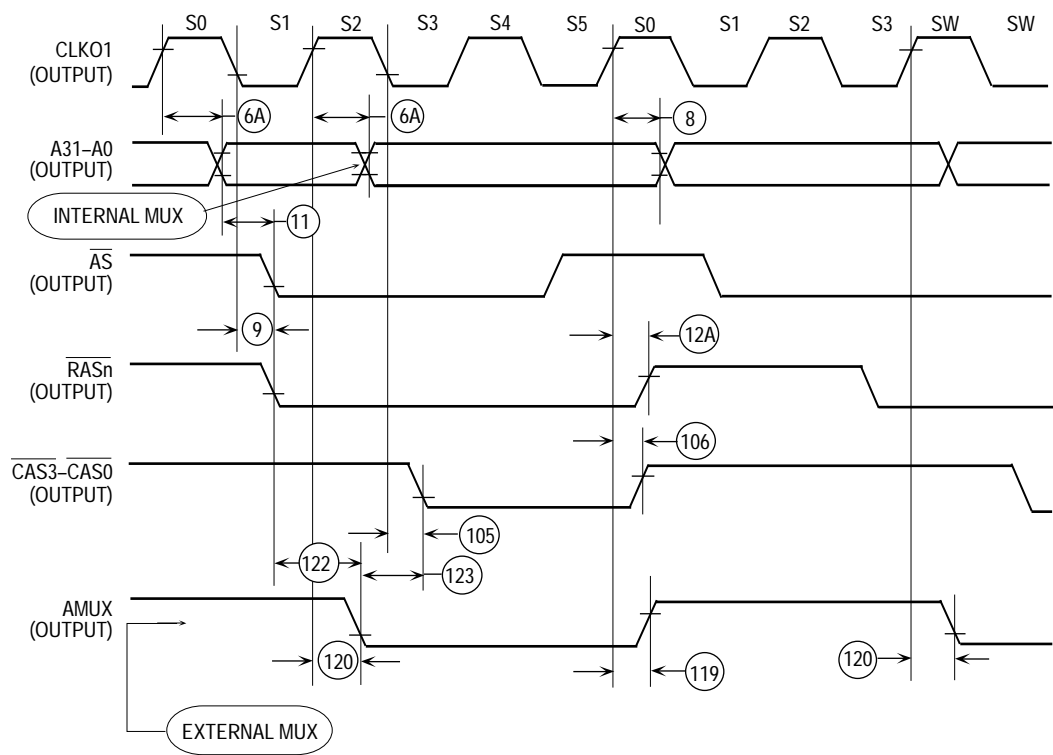 S0 S1 S2 S3 S4 S5 S0 S1 S2 S3 SW SW
CLKO1
(OUTPUT)
6A 6A 8
A31–A0
(OUTPUT)
INTERNAL MUX
11
AS
(OUTPUT)
9 12A
RASn
(OUTPUT)
106
CAS3–CAS0
(OUTPUT)
105
122 123
AMUX
(OUTPUT)
120 119 120
EXTERNAL MUX